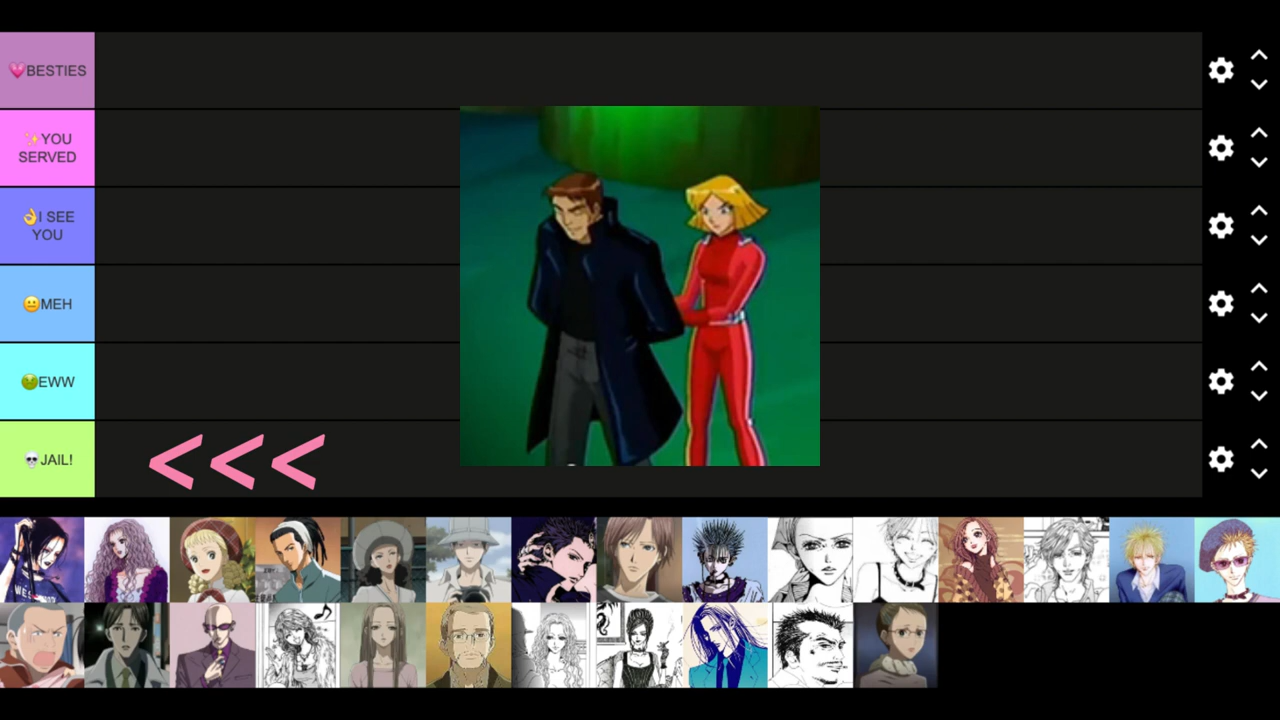 💗BESTIES
✨YOU
SERVED
👌I SEE
YOU
😐MEH
🤢EWW
💀JAIL!
<<<